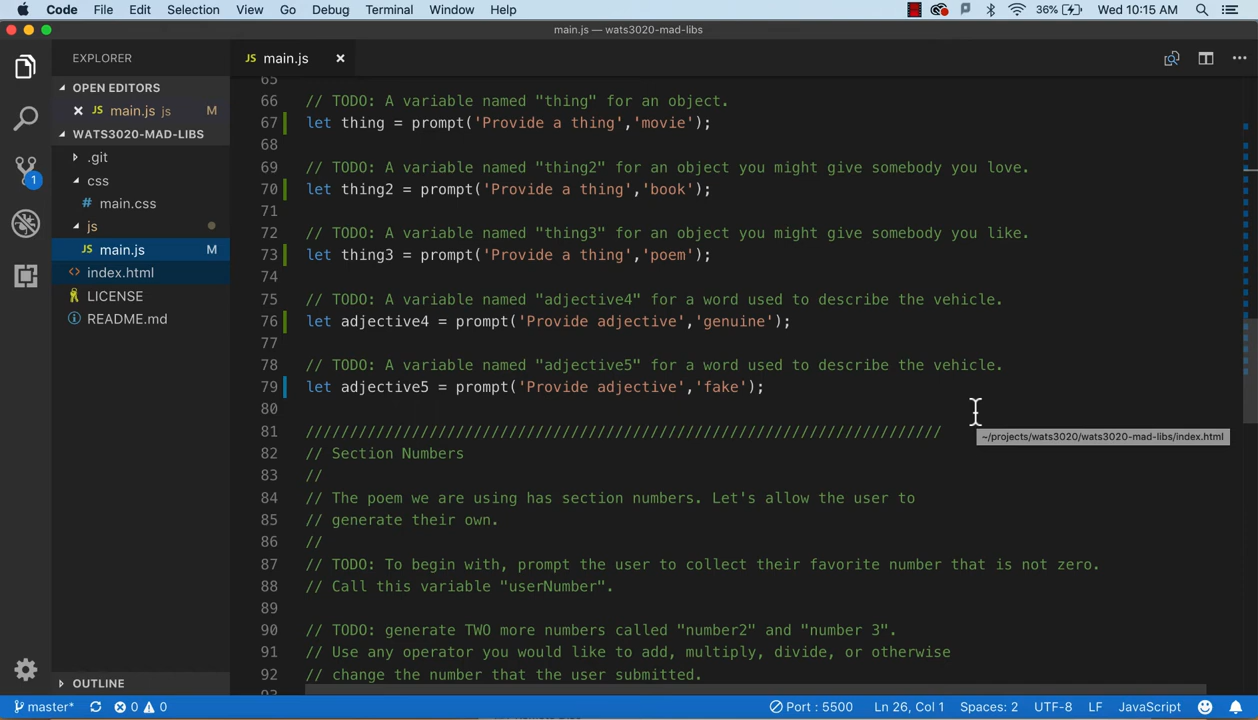 Code File Edit Selection View Go Debug Terminal Window Help 36% Wed 10:15 AM
main.js — wats3020-mad-libs
EXPLORER
JS main.js
OPEN EDITORS
JS main.js js M
WATS3020-MAD-LIBS
.git
css
# main.css
js
JS main.js M
<> index.html
LICENSE
README.md
OUTLINE
1
65
66 // TODO: A variable named "thing" for an object.
67 let thing = prompt('Provide a thing','movie');
68
69 // TODO: A variable named "thing2" for an object you might give somebody you love.
70 let thing2 = prompt('Provide a thing','book');
71
72 // TODO: A variable named "thing3" for an object you might give somebody you like.
73 let thing3 = prompt('Provide a thing','poem');
74
75 // TODO: A variable named "adjective4" for a word used to describe the vehicle.
76 let adjective4 = prompt('Provide adjective','genuine');
77
78 // TODO: A variable named "adjective5" for a word used to describe the vehicle.
79 let adjective5 = prompt('Provide adjective','fake');
80
81 ////////////////////////////////////////////////////////////////////////
~/projects/wats3020/wats3020-mad-libs/index.html
82 // Section Numbers
83 //
84 // The poem we are using has section numbers. Let's allow the user to
85 // generate their own.
86 //
87 // TODO: To begin with, prompt the user to collect their favorite number that is not zero.
88 // Call this variable "userNumber".
89
90 // TODO: generate TWO more numbers called "number2" and "number 3".
91 // Use any operator you would like to add, multiply, divide, or otherwise
92 // change the number that the user submitted.
93
master* 0 0 Port : 5500 Ln 26, Col 1 Spaces: 2 UTF-8 LF JavaScript